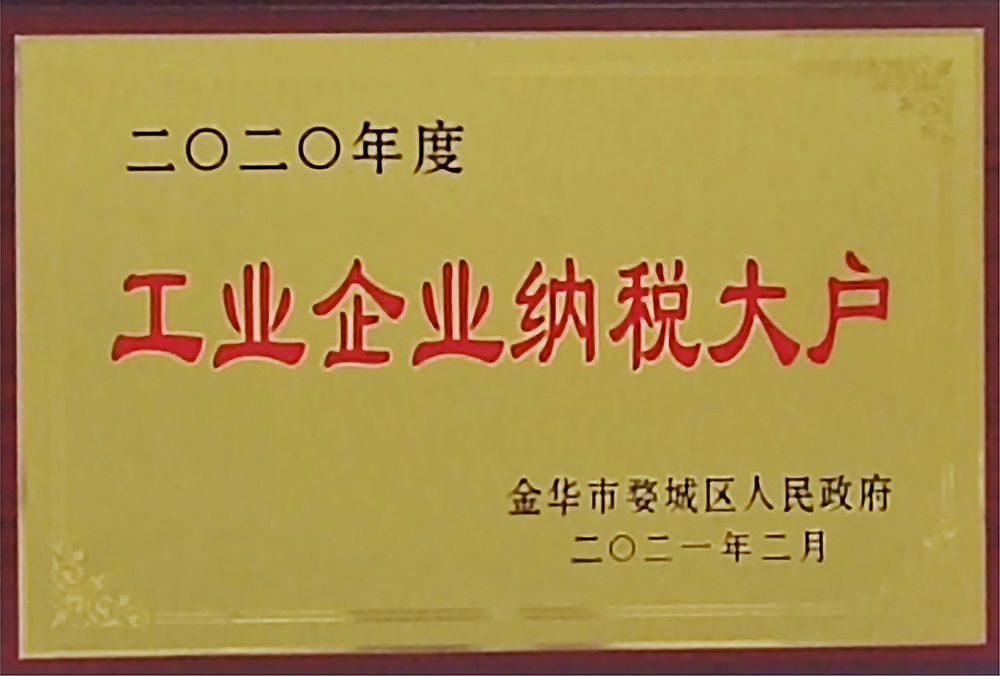 二〇二〇年度
工业企业纳税大户
金华市婺城区人民政府
二〇二一年二月